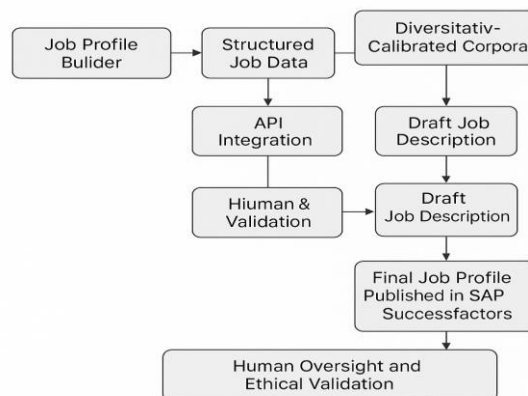 Job Profile
Bulider
Structured
Job Data
Diversitativ-
Calibrated Corpora
API
Integration
Draft Job
Description
Hiuman &
Validation
Draft
Job Description
Final Job Profile
Published in SAP
Successfactors
Human Oversight and
Ethical Validation